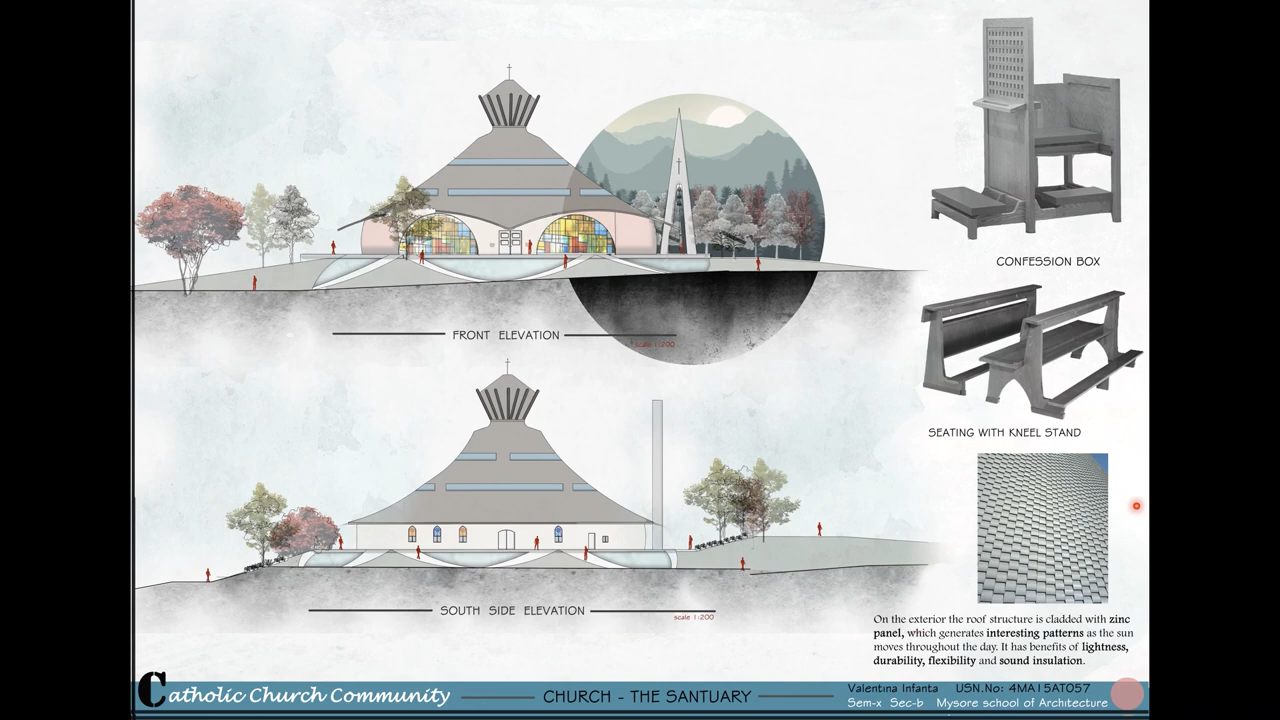 CONFESSION BOX
FRONT ELEVATION
scale 1:200
SEATING WITH KNEEL STAND
SOUTH SIDE ELEVATION
scale 1:200
On the exterior the roof structure is cladded with zinc
panel, which generates interesting patterns as the sun
moves throughout the day. It has benefits of lightness,
durability, flexibility and sound insulation.
Catholic Church Community
CHURCH - THE SANTUARY
Valentina Infanta USN.No: 4MA15AT057
Sem-x Sec-b Mysore school of Architecture